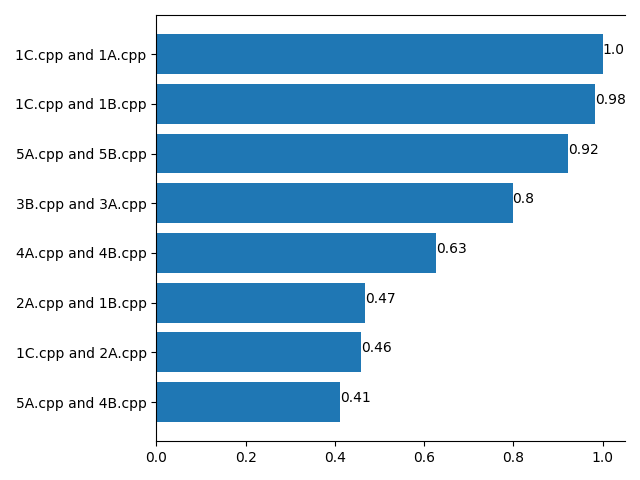 1C.cpp and 1A.cpp 1.0
1C.cpp and 1B.cpp 0.98
5A.cpp and 5B.cpp 0.92
3B.cpp and 3A.cpp 0.8
4A.cpp and 4B.cpp 0.63
2A.cpp and 1B.cpp 0.47
1C.cpp and 2A.cpp 0.46
5A.cpp and 4B.cpp 0.41
0.0 0.2 0.4 0.6 0.8 1.0